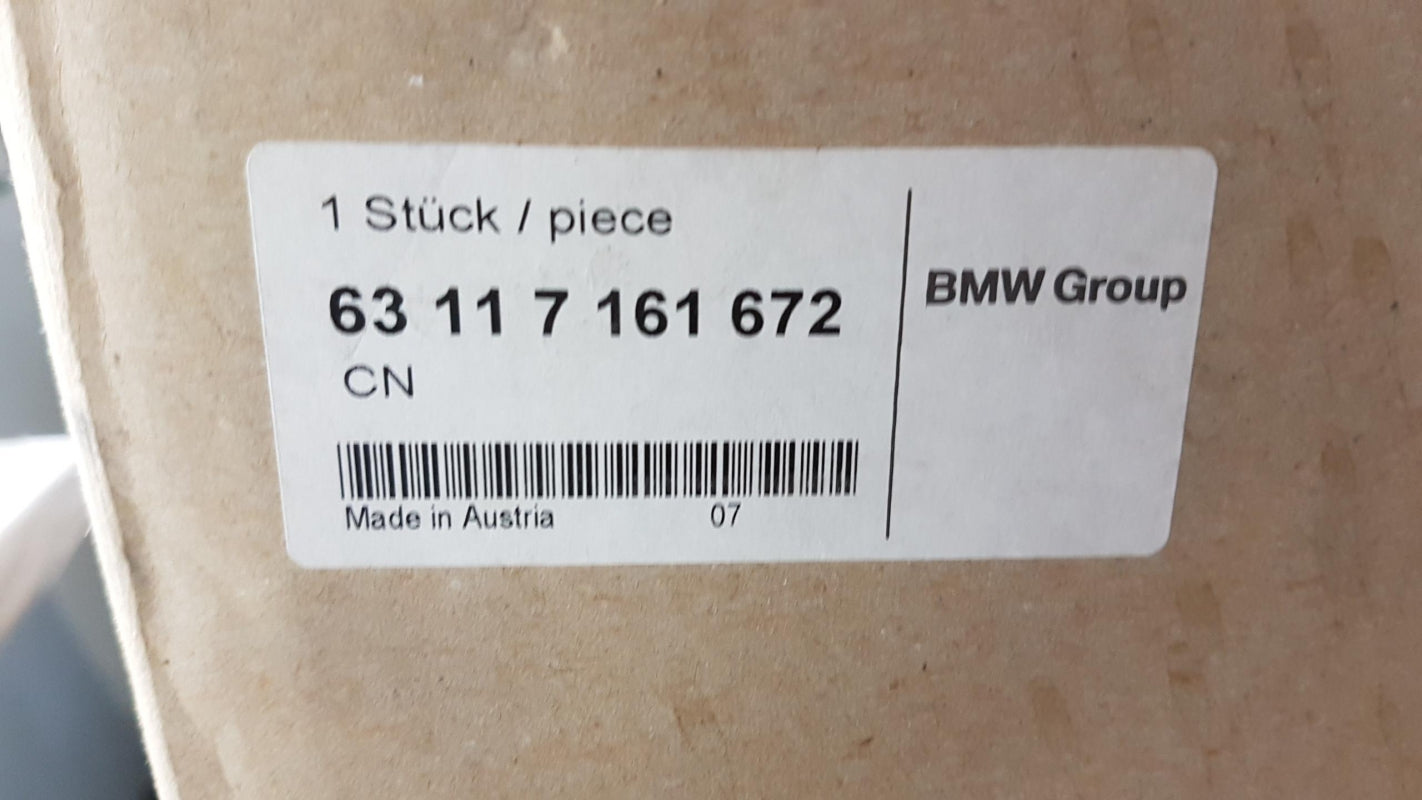 1 Stück / piece
63 11 7 161 672
CN
Made in Austria 07
BMW Group